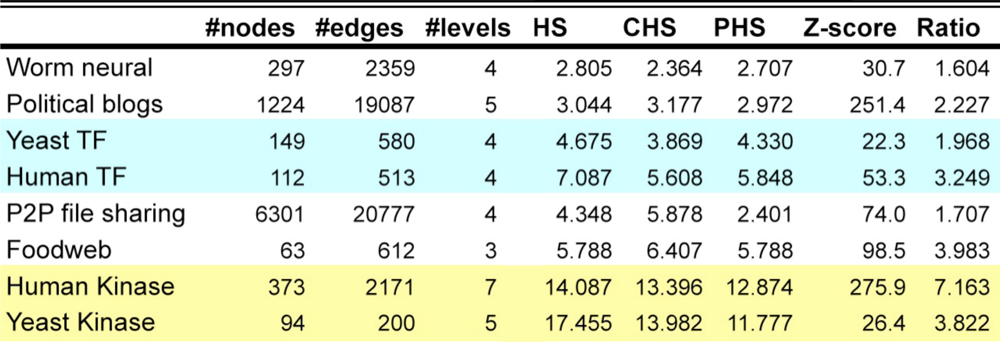 #nodes #edges #levels HS CHS PHS Z-score Ratio
Worm neural 297 2359 4 2.805 2.364 2.707 30.7 1.604
Political blogs 1224 19087 5 3.044 3.177 2.972 251.4 2.227
Yeast TF 149 580 4 4.675 3.869 4.330 22.3 1.968
Human TF 112 513 4 7.087 5.608 5.848 53.3 3.249
P2P file sharing 6301 20777 4 4.348 5.878 2.401 74.0 1.707
Foodweb 63 612 3 5.788 6.407 5.788 98.5 3.983
Human Kinase 373 2171 7 14.087 13.396 12.874 275.9 7.163
Yeast Kinase 94 200 5 17.455 13.982 11.777 26.4 3.822